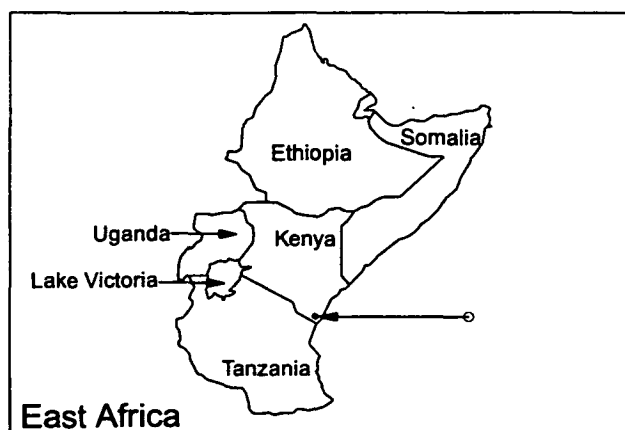 Ethiopia
Somalia
Uganda
Kenya
Lake Victoria
Tanzania
East Africa